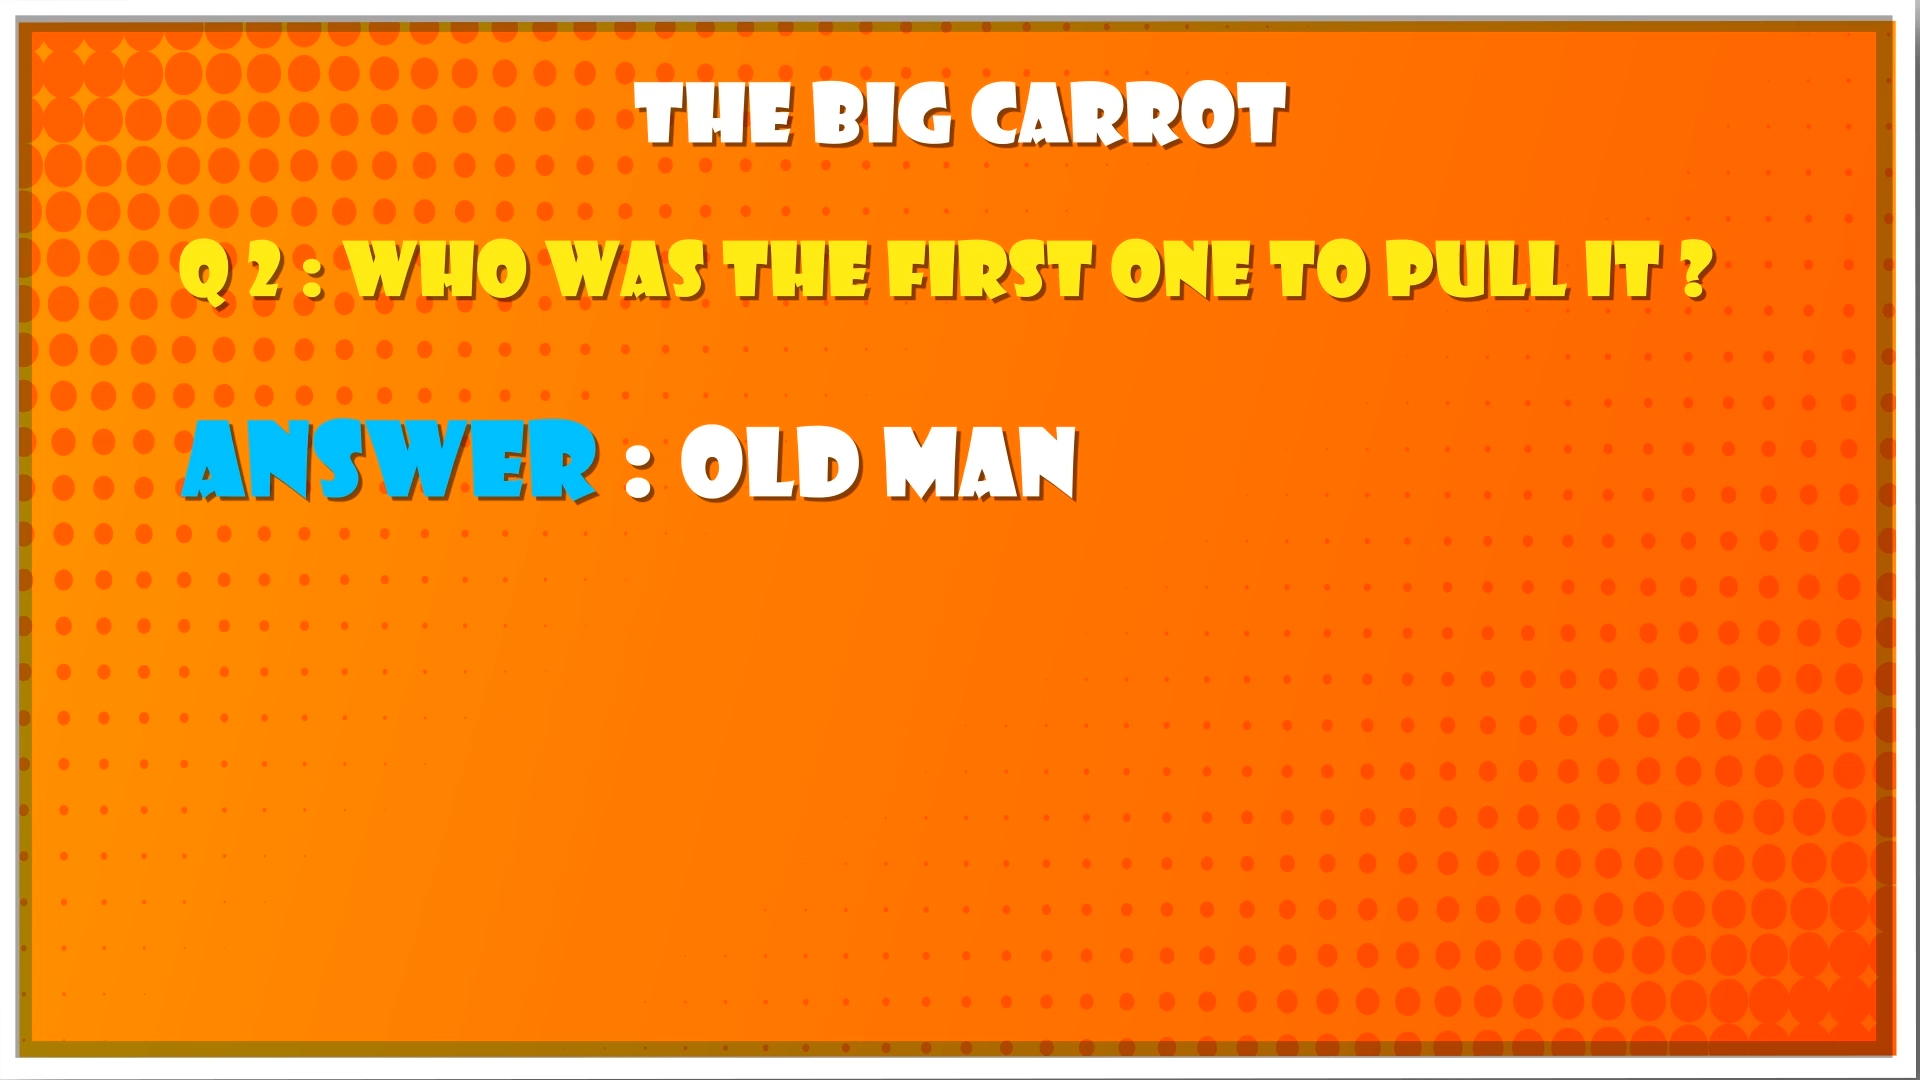 THE BIG CARROT
Q 2 : WHO WAS THE FIRST ONE TO PULL IT ?
ANSWER : OLD MAN